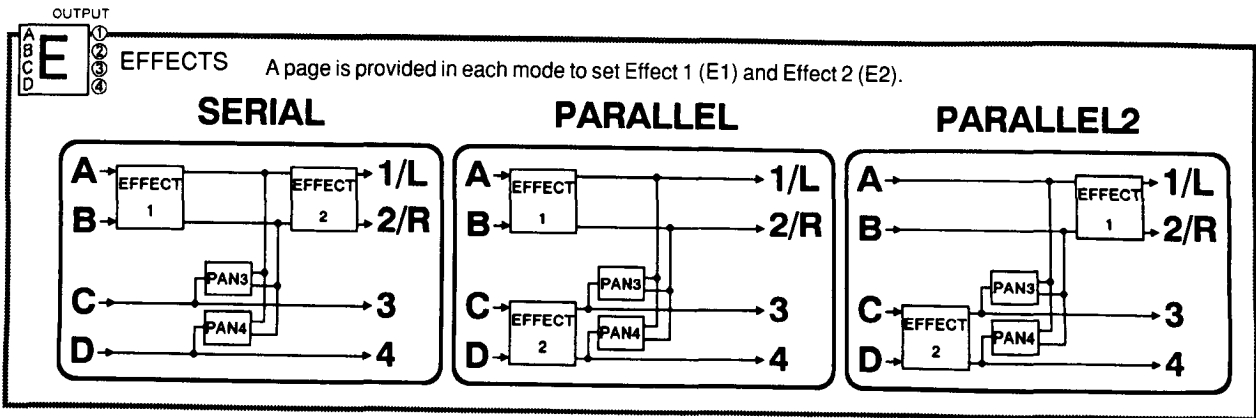 OUTPUT
A ①
B ②
C ③
D ④
E
EFFECTS A page is provided in each mode to set Effect 1 (E1) and Effect 2 (E2).
SERIAL
A EFFECT 1 EFFECT 2 1/L
B 2/R
PAN3
C 3
PAN4
D 4
PARALLEL
A EFFECT 1 1/L
B 2/R
PAN3
C EFFECT 2 3
PAN4
D 4
PARALLEL2
A EFFECT 1 1/L
B 2/R
PAN3
C EFFECT 2 3
PAN4
D 4